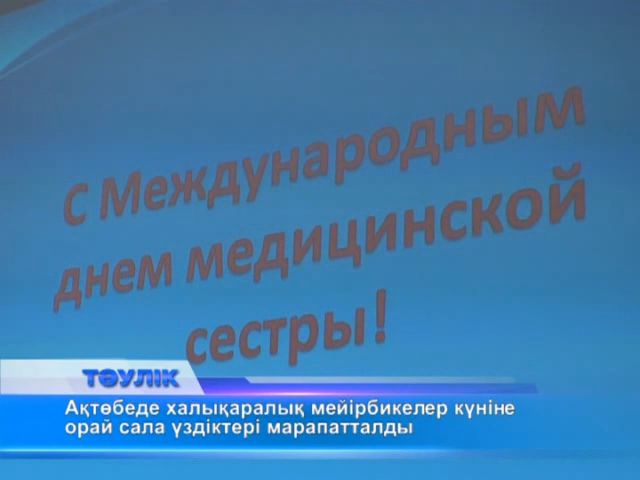 С Международным
днем медицинской
сестры!
ТӘУЛІК
Ақтөбеде халықаралық мейірбикелер күніне
орай сала үздіктері марапатталды